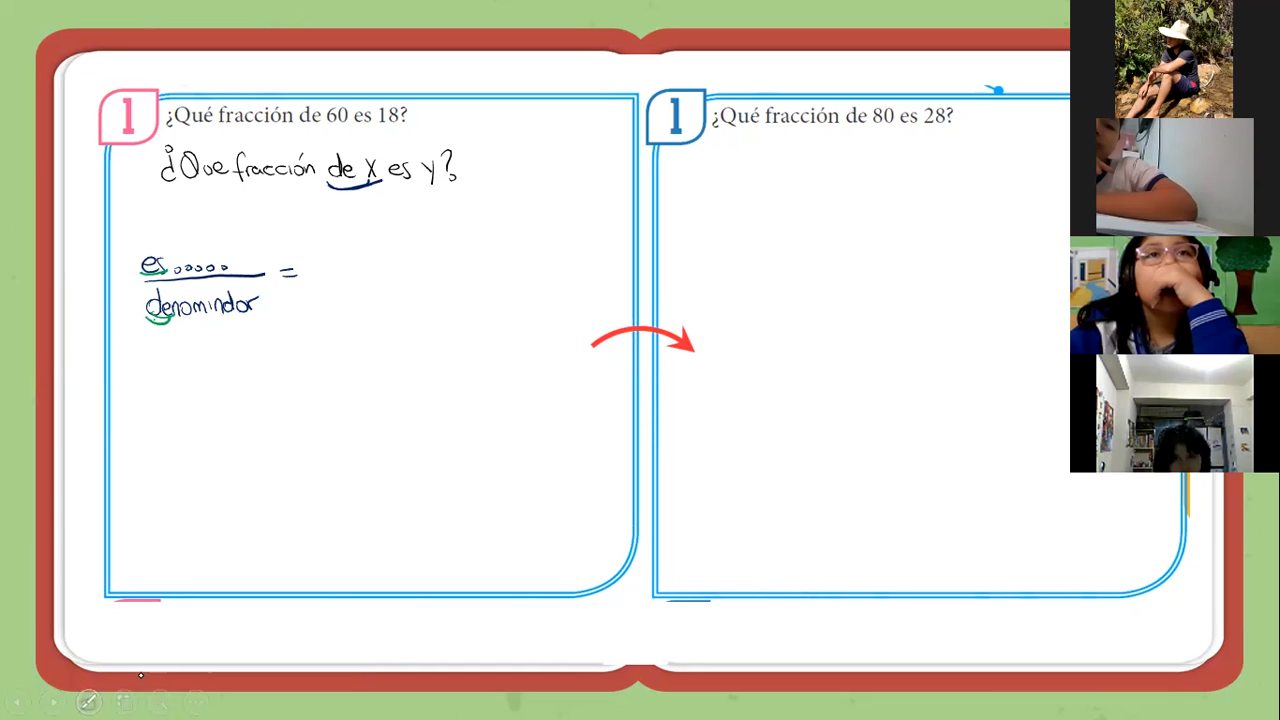 1
¿Qué fracción de 60 es 18?
¿Que fracción de x es y?
es..... =
denomindor
1
¿Qué fracción de 80 es 28?